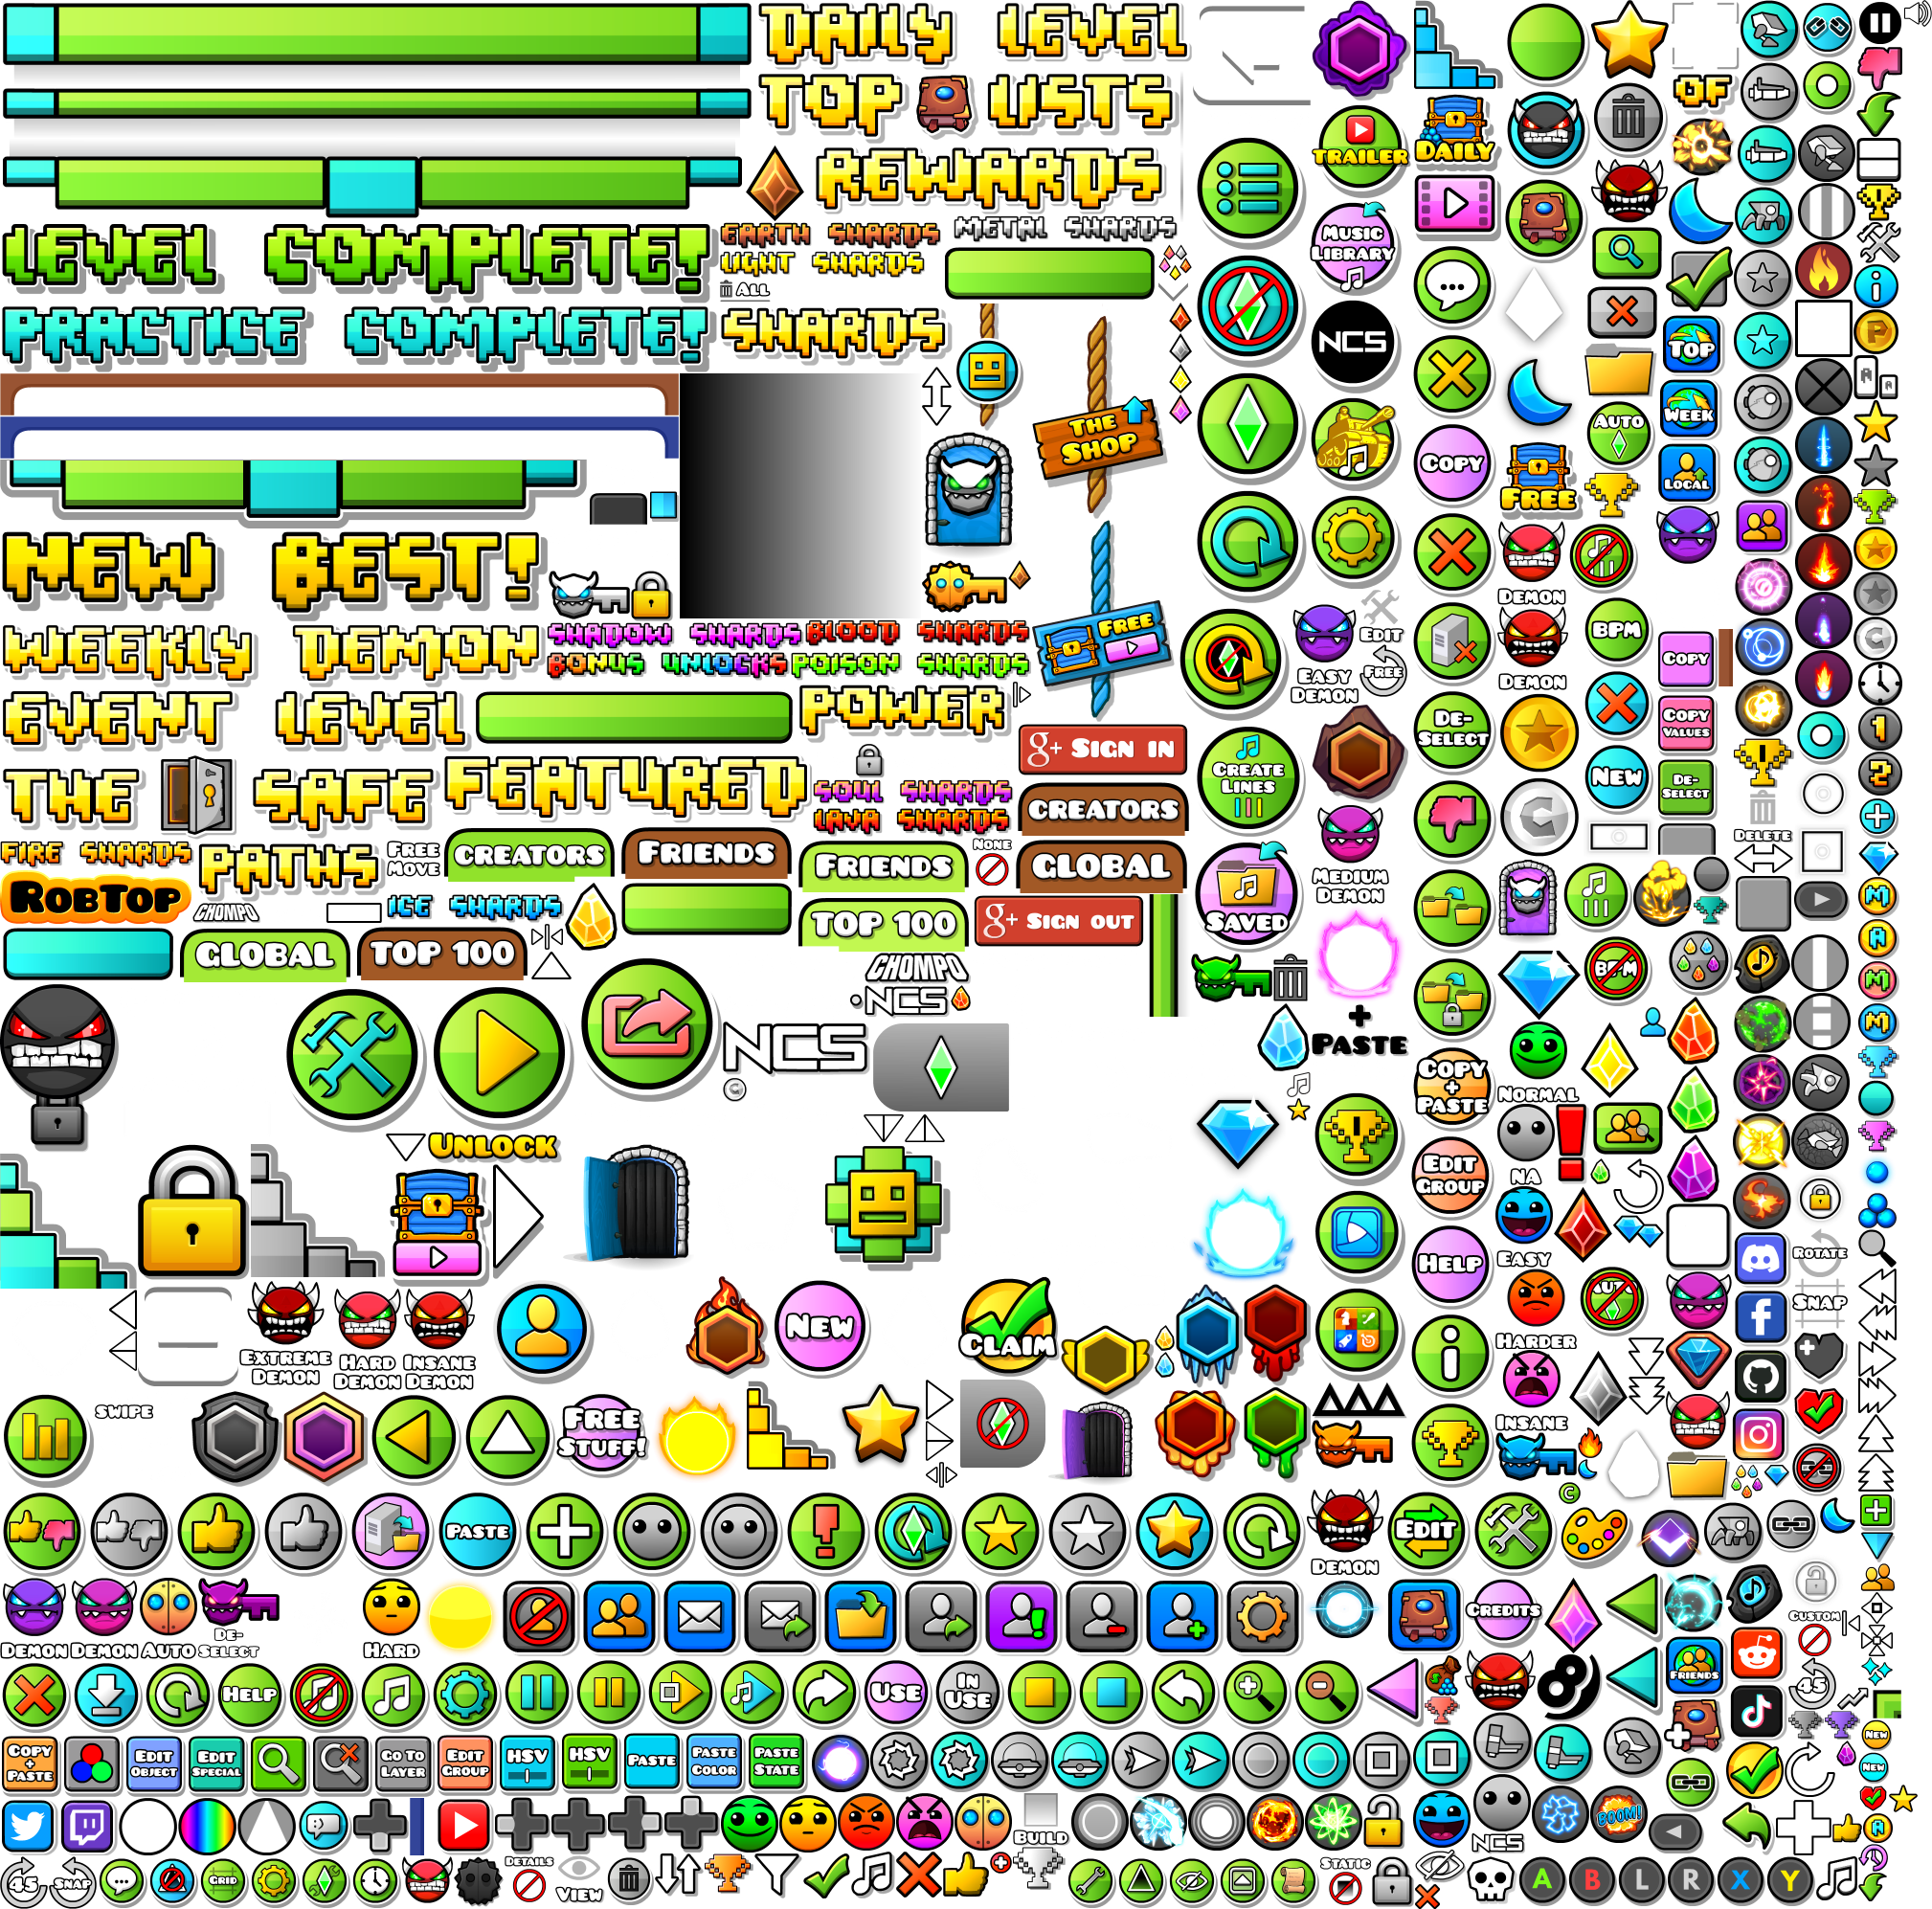 DAILY LEVEL
TOP LISTS
REWARDS
OF
TRAILER
DAILY
LEVEL COMPLETE!
EARTH SHARDS
METAL SHARDS
LIGHT SHARDS
ALL
MUSIC
LIBRARY
PRACTICE COMPLETE!
SHARDS
NCS
TOP
THE
SHOP
WEEK
AUTO
COPY
LOCAL
FREE
NEW BEST!
DEMON
WEEKLY DEMON
SHADOW SHARDS
BLOOD SHARDS
BONUS UNLOCKS
POISON SHARDS
FREE
EDIT
FREE
EASY
DEMON
BPM
COPY
DEMON
EVENT LEVEL
POWER
DE-
SELECT
COPY
VALUES
SIGN IN
CREATE
LINES
NEW
DE-
SELECT
THE SAFE
FEATURED
SOUL SHARDS
LAVA SHARDS
CREATORS
DELETE
FIRE SHARDS
PATHS
FREE
MOVE
CREATORS
FRIENDS
FRIENDS
NONE
GLOBAL
MEDIUM
DEMON
ROBTOP
CHOMPO
ICE SHARDS
TOP 100
SIGN OUT
SAVED
GLOBAL
TOP 100
CHOMPO
NCS
BPM
NCS
+
PASTE
COPY
+
PASTE
NORMAL
UNLOCK
EDIT
GROUP
NA
HELP
EASY
ROTATE
SNAP
EXTREME
DEMON
HARD
DEMON
INSANE
DEMON
NEW
CLAIM
HARDER
SWIPE
FREE
STUFF!
INSANE
PASTE
DEMON
EDIT
DEMON
DEMON
AUTO
DE-
SELECT
HARD
CREDITS
CUSTOM
FRIENDS
HELP
USE
IN
USE
45
COPY
+
PASTE
EDIT
OBJECT
EDIT
SPECIAL
GO TO
LAYER
EDIT
GROUP
HSV
HSV
PASTE
PASTE
COLOR
PASTE
STATE
NEW
NEW
BUILD
NCS
BOOM!
45
SNAP
GRID
DETAILS
VIEW
STATIC
A
B
L
R
X
Y